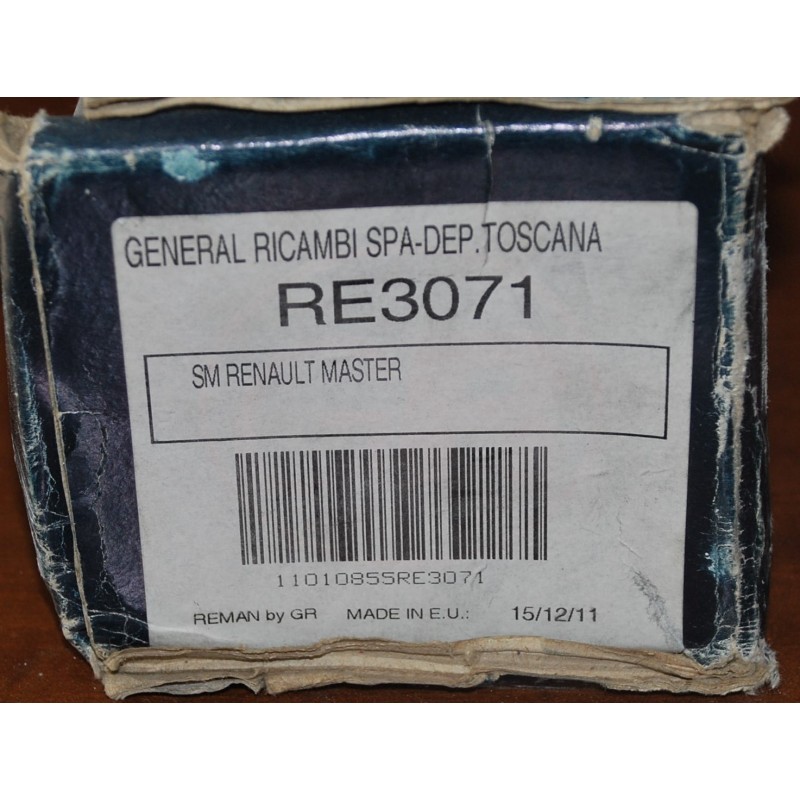 GENERAL RICAMBI SPA-DEP.TOSCANA
RE3071
SM RENAULT MASTER
11010855RE3071
REMAN by GR MADE IN E.U.: 15/12/11